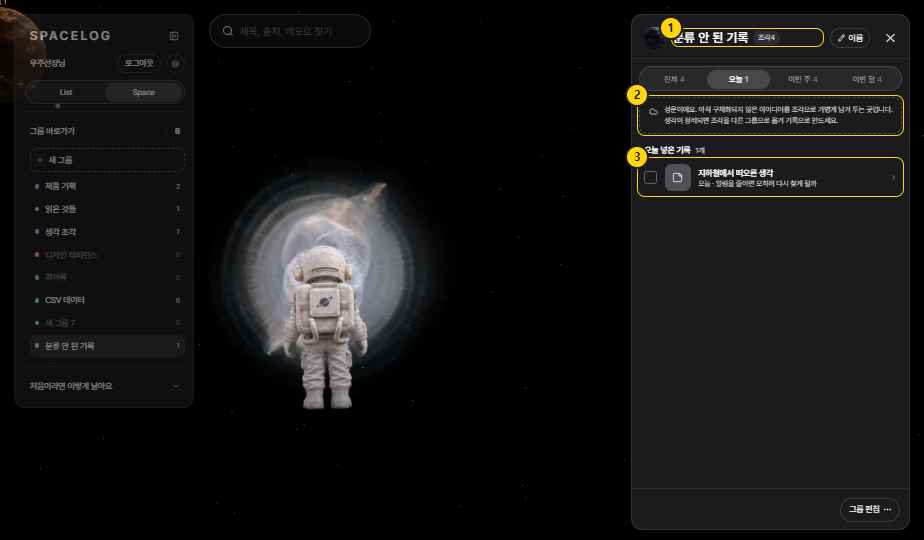 SPACELOG
우주선장님
로그아웃
List
Space
그룹 바로가기
8
새 그룹
제품 기획 2
읽은 것들 1
생각 조각 1
디자인 레퍼런스 0
회의록 0
CSV 데이터 6
새 그룹 7 0
분류 안 된 기록 1
처음이라면 이렇게 남아요
제목, 출처, 메모로 찾기
1
분류 안 된 기록
조각4
이름
전체 4
오늘 1
이번 주 4
이번 달 4
2
성운이에요. 아직 구체화되지 않은 아이디어를 조각으로 가볍게 남겨 두는 곳입니다.
생각이 정리되면 조각을 다른 그룹으로 옮겨 기록으로 만드세요.
오늘 넣은 기록 1개
3
지하철에서 떠오른 생각
오늘 · 알림을 줄이면 오히려 다시 찾게 될까
그룹 편집 ···